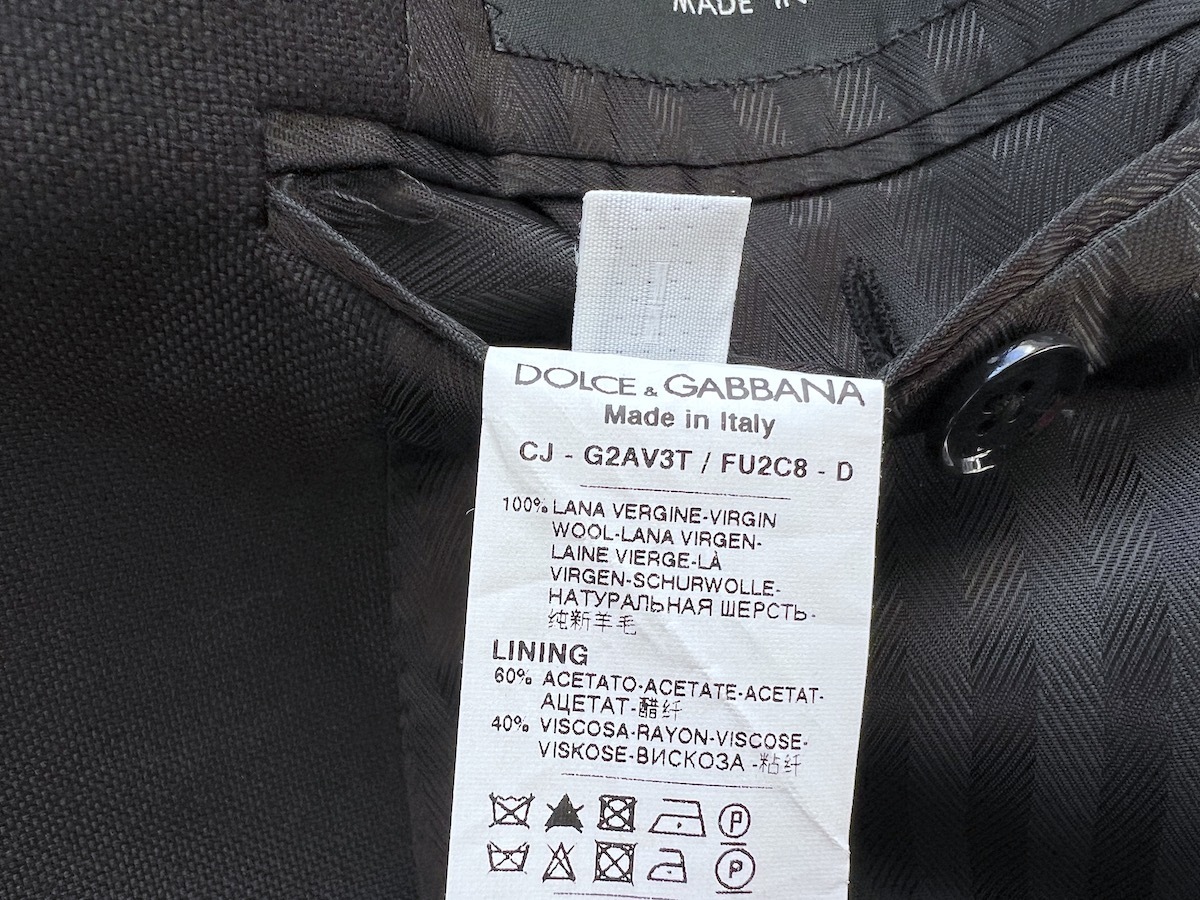 MADE IN
DOLCE & GABBANA
Made in Italy
CJ - G2AV3T / FU2C8 - D
100% LANA VERGINE-VIRGIN
WOOL-LANA VIRGEN-
LAINE VIERGE-LÀ
VIRGEN-SCHURWOLLE-
НАТУРАЛЬНАЯ ШЕРСТЬ-
纯新羊毛
LINING
60% ACETATO-ACETATE-ACETAT-
АЦЕТАТ-醋纤
40% VISCOSA-RAYON-VISCOSE-
VISKOSE-ВИСКОЗА -粘纤
P
P